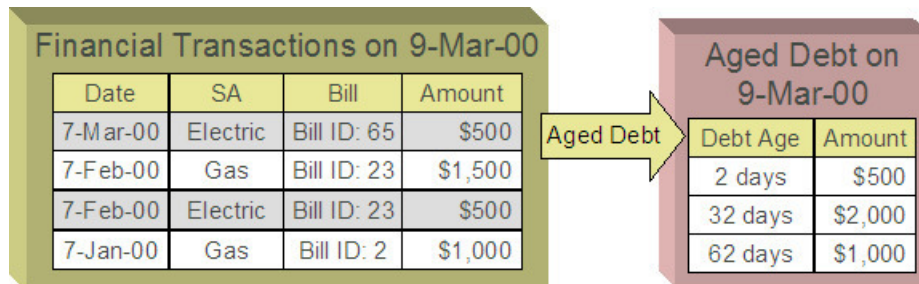 Financial Transactions on 9-Mar-00
Date SA Bill Amount
7-Mar-00 Electric Bill ID: 65 $500
7-Feb-00 Gas Bill ID: 23 $1,500
7-Feb-00 Electric Bill ID: 23 $500
7-Jan-00 Gas Bill ID: 2 $1,000
Aged Debt
Aged Debt on
9-Mar-00
Debt Age Amount
2 days $500
32 days $2,000
62 days $1,000